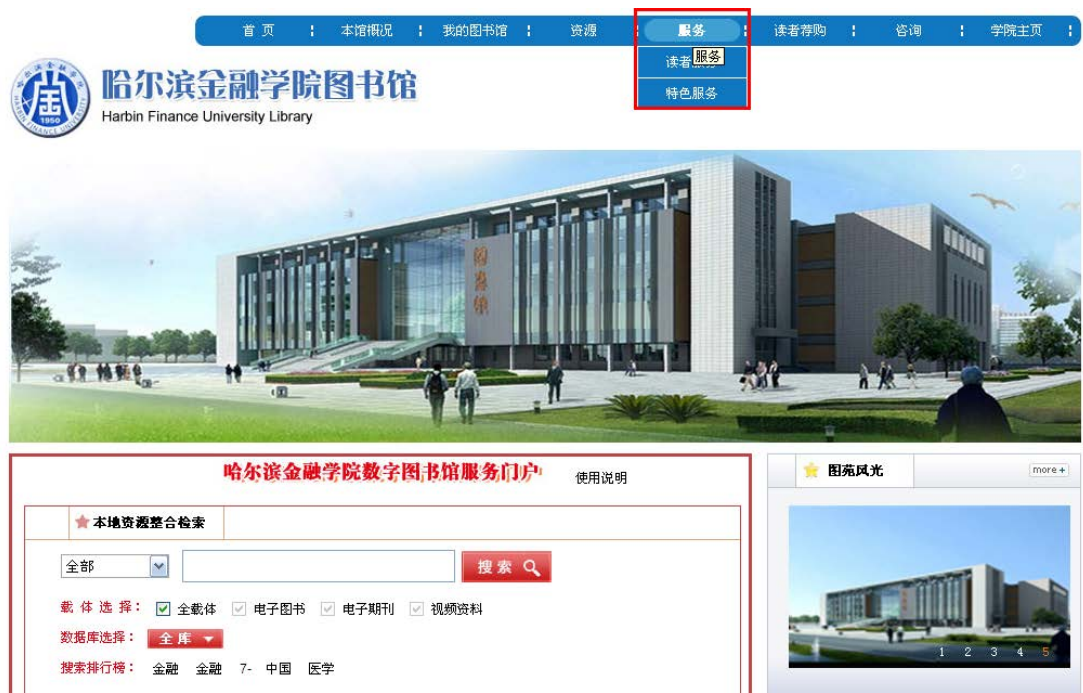 首 页 ┆ 本馆概况 ┆ 我的图书馆 ┆ 资源 ┆ 服务 ┆ 读者荐购 ┆ 咨询 ┆ 学院主页 ┆
读者 服务
特色服务
1950
哈尔滨金融学院图书馆
Harbin Finance University Library
图书馆
哈尔滨金融学院数字图书馆服务门户 使用说明
图苑风光 more+
本地资源整合检索
全部 搜 索
载 体 选 择： 全载体 电子图书 电子期刊 视频资料
数据库选择： 全 库
搜索排行榜： 金融 金融 7- 中国 医学
1 2 3 4 5